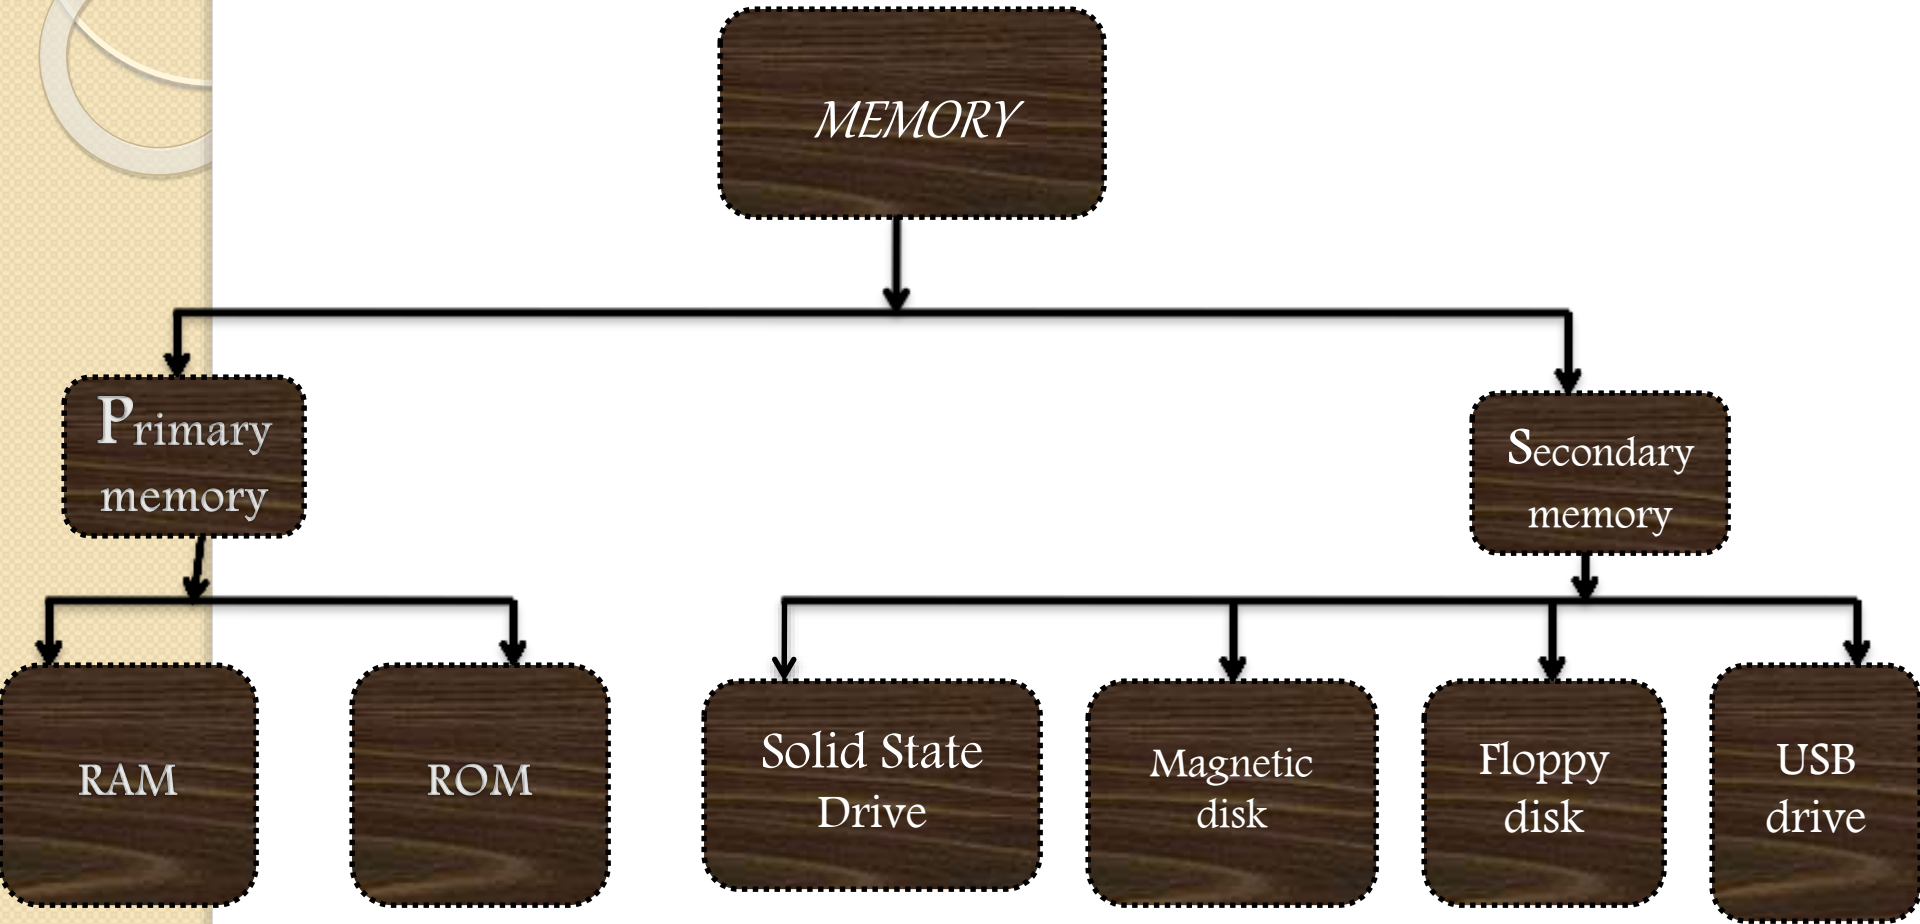 MEMORY
Primary
memory
Secondary
memory
RAM
ROM
Solid State
Drive
Magnetic
disk
Floppy
disk
USB
drive